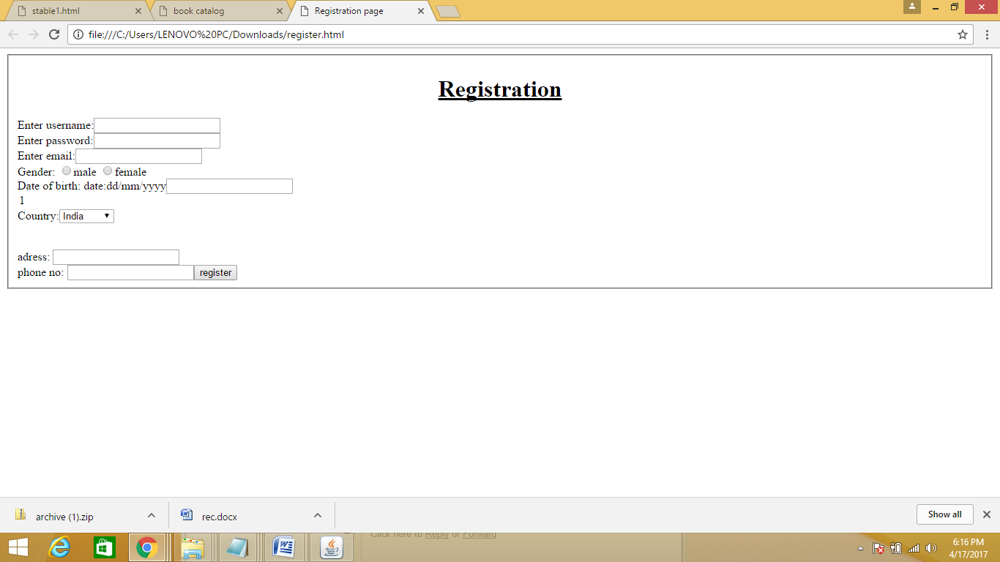 stable1.html
book catalog
Registration page
file:///C:/Users/LENOVO%20PC/Downloads/register.html
Registration
Enter username:
Enter password:
Enter email:
Gender: male female
Date of birth: date:dd/mm/yyyy
1
Country: India
adress:
phone no: register
archive (1).zip
rec.docx
Show all
Click here to Reply or Forward
6:16 PM
4/17/2017